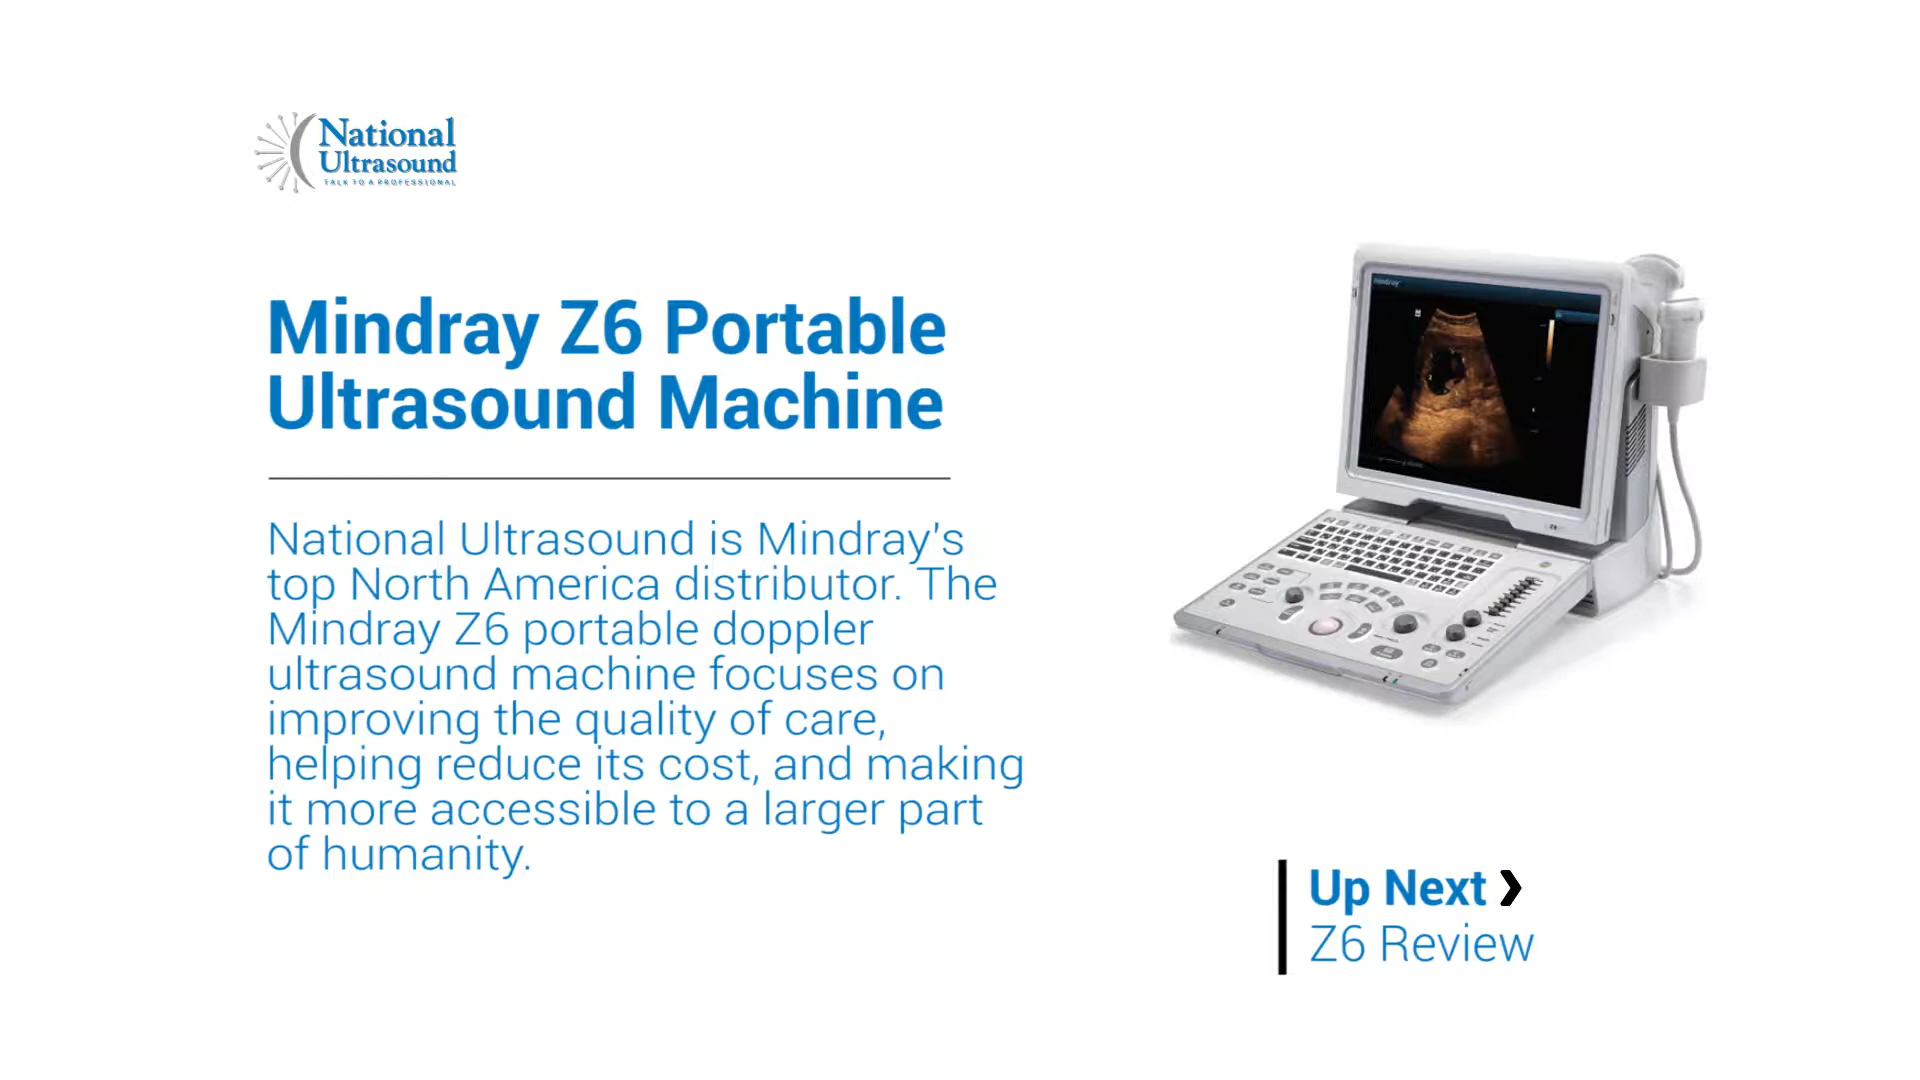 National
Ultrasound
TALK TO A PROFESSIONAL
Mindray Z6 Portable
Ultrasound Machine
National Ultrasound is Mindray's
top North America distributor. The
Mindray Z6 portable doppler
ultrasound machine focuses on
improving the quality of care,
helping reduce its cost, and making
it more accessible to a larger part
of humanity.
mindray
Up Next
Z6 Review